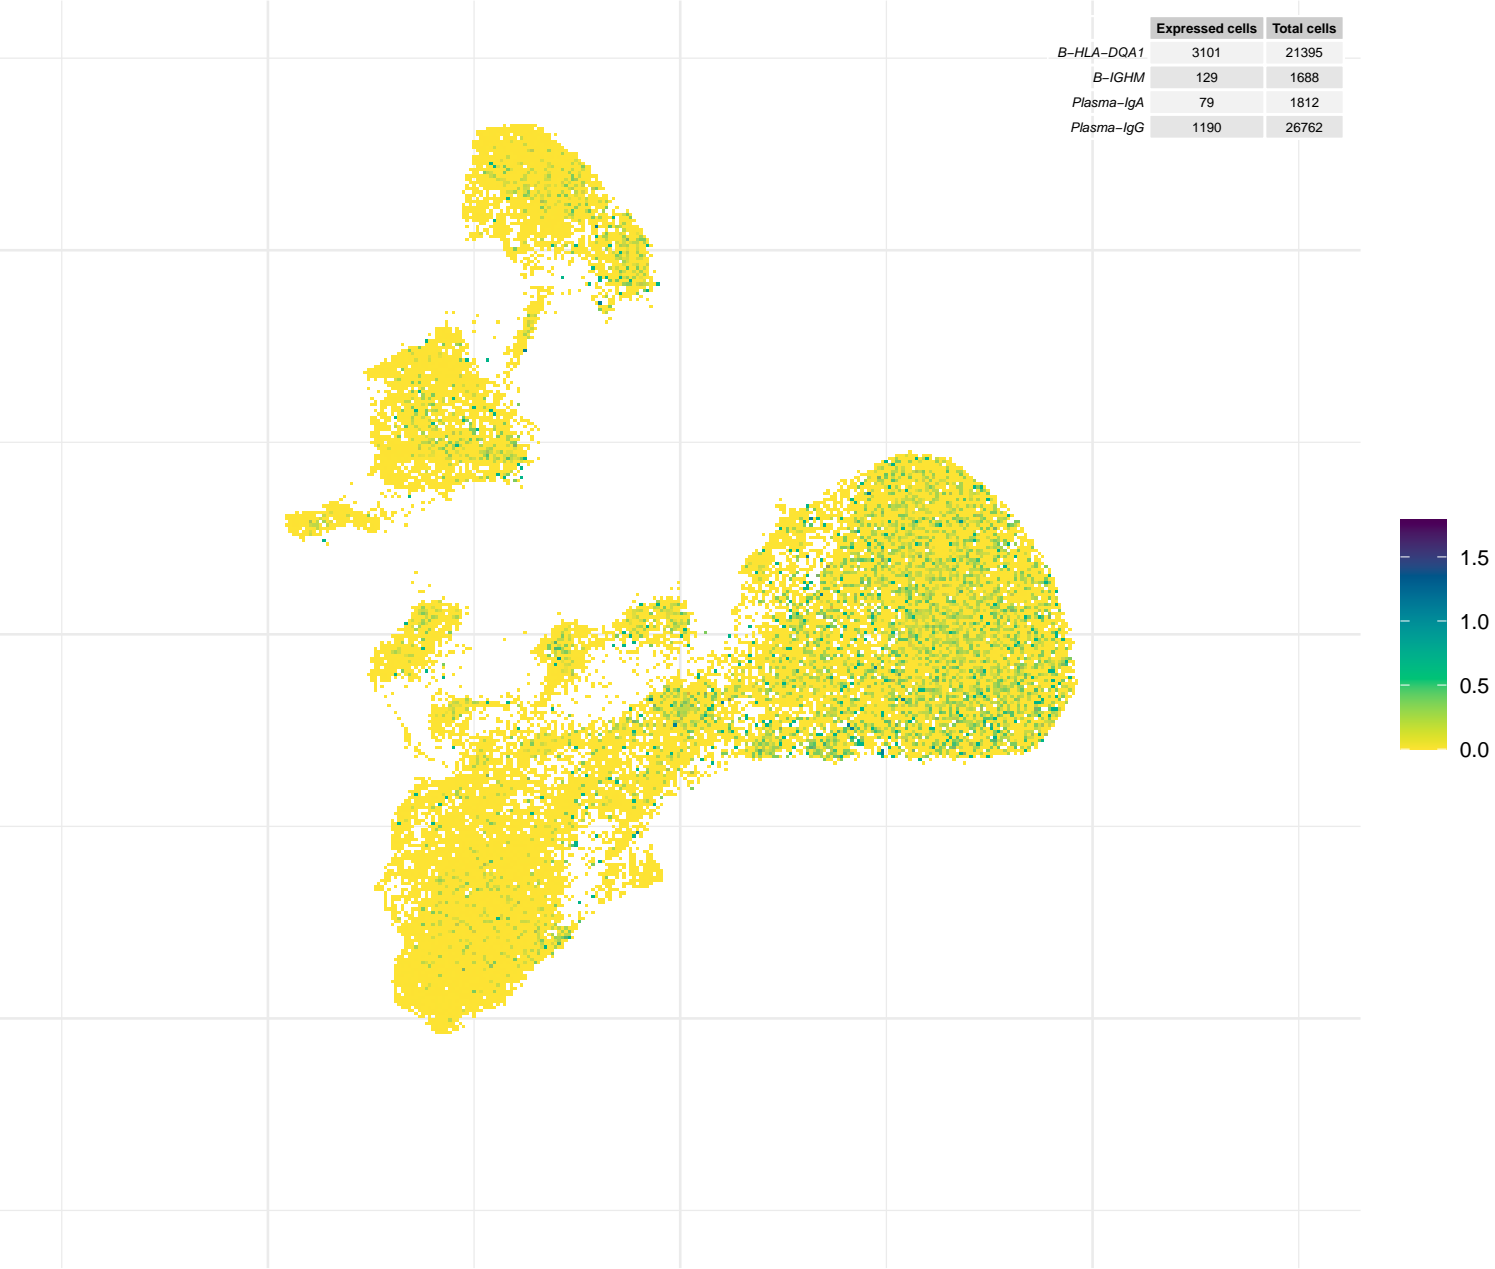 Expressed cells Total cells
B−HLA−DQA1 3101 21395
B−IGHM 129 1688
Plasma−IgA 79 1812
Plasma−IgG 1190 26762
1.5
1.0
0.5
0.0